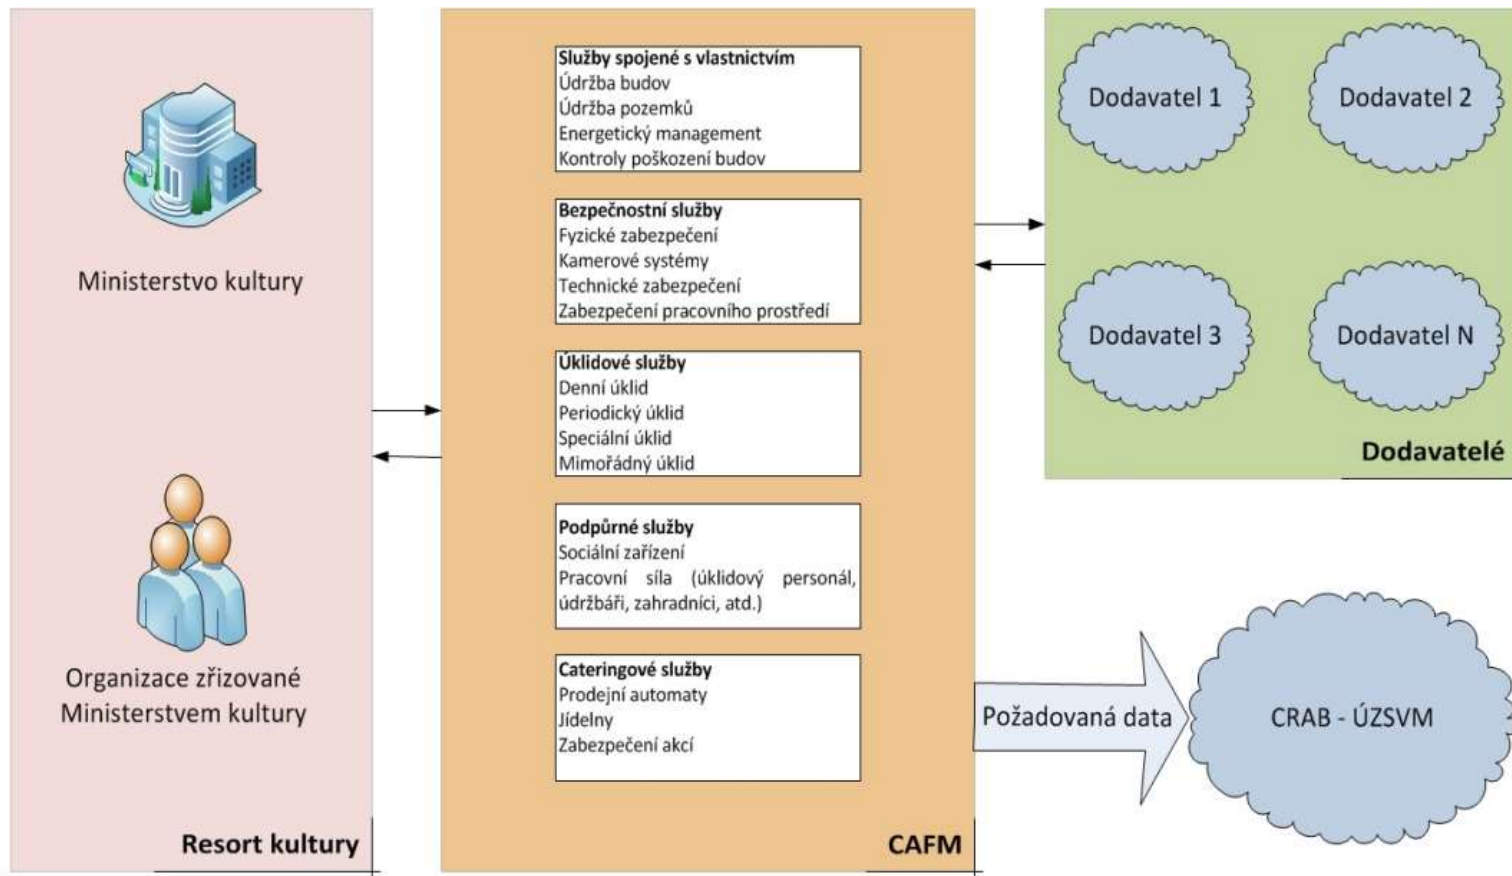 Ministerstvo kultury
Organizace zřizované
Ministerstvem kultury
Resort kultury
Služby spojené s vlastnictvím
Údržba budov
Údržba pozemků
Energetický management
Kontroly poškození budov
Bezpečnostní služby
Fyzické zabezpečení
Kamerové systémy
Technické zabezpečení
Zabezpečení pracovního prostředí
Úklidové služby
Denní úklid
Periodický úklid
Speciální úklid
Mimořádný úklid
Podpůrné služby
Sociální zařízení
Pracovní síla (úklidový personál,
údržbáři, zahradníci, atd.)
Cateringové služby
Prodejní automaty
Jídelny
Zabezpečení akcí
CAFM
Dodavatel 1
Dodavatel 2
Dodavatel 3
Dodavatel N
Dodavatelé
Požadovaná data
CRAB - ÚZSVM